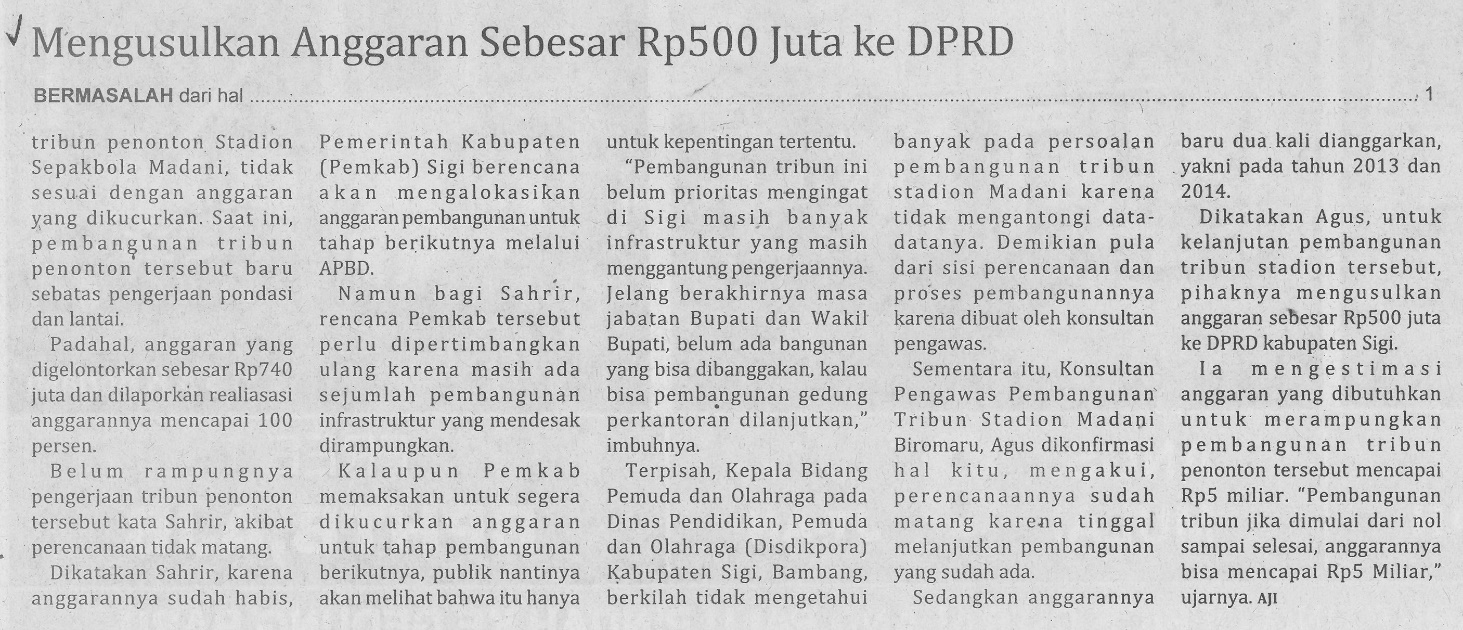 Mengusulkan Anggaran Sebesar Rp500 Juta ke DPRD
BERMASALAH dari hal ........................................................................ 1
tribun penonton Stadion
Sepakbola Madani, tidak
sesuai dengan anggaran
yang dikucurkan. Saat ini,
pembangunan tribun
penonton tersebut baru
sebatas pengerjaan pondasi
dan lantai.
Padahal, anggaran yang
digelontorkan sebesar Rp740
juta dan dilaporkan realiasasi
anggarannya mencapai 100
persen.
Belum rampungnya
pengerjaan tribun penonton
tersebut kata Sahrir, akibat
perencanaan tidak matang.
Dikatakan Sahrir, karena
anggarannya sudah habis,
Pemerintah Kabupaten
(Pemkab) Sigi berencana
akan mengalokasikan
anggaran pembangunan untuk
tahap berikutnya melalui
APBD.
Namun bagi Sahrir,
rencana Pemkab tersebut
perlu dipertimbangkan
ulang karena masih ada
sejumlah pembangunan
infrastruktur yang mendesak
dirampungkan.
Kalaupun Pemkab
memaksakan untuk segera
dikucurkan anggaran
untuk tahap pembangunan
berikutnya, publik nantinya
akan melihat bahwa itu hanya
untuk kepentingan tertentu.
"Pembangunan tribun ini
belum prioritas mengingat
di Sigi masih banyak
infrastruktur yang masih
menggantung pengerjaannya.
Jelang berakhirnya masa
jabatan Bupati dan Wakil
Bupati, belum ada bangunan
yang bisa dibanggakan, kalau
bisa pembangunan gedung
perkantoran dilanjutkan,"
imbuhnya.
Terpisah, Kepala Bidang
Pemuda dan Olahraga pada
Dinas Pendidikan, Pemuda
dan Olahraga (Disdikpora)
Kabupaten Sigi, Bambang,
berkilah tidak mengetahui
banyak pada persoalan
pembangunan tribun
stadion Madani karena
tidak mengantongi data-
datanya. Demikian pula
dari sisi perencanaan dan
proses pembangunannya
karena dibuat oleh konsultan
pengawas.
Sementara itu, Konsultan
Pengawas Pembangunan
Tribun Stadion Madani
Biromaru, Agus dikonfirmasi
hal kitu, mengakui,
perencanaannya sudah
matang karena tinggal
melanjutkan pembangunan
yang sudah ada.
Sedangkan anggarannya
baru dua kali dianggarkan,
yakni pada tahun 2013 dan
2014.
Dikatakan Agus, untuk
kelanjutan pembangunan
tribun stadion tersebut,
pihaknya mengusulkan
anggaran sebesar Rp500 juta
ke DPRD kabupaten Sigi.
Ia mengestimasi
anggaran yang dibutuhkan
untuk merampungkan
pembangunan tribun
penonton tersebut mencapai
Rp5 miliar. "Pembangunan
tribun jika dimulai dari nol
sampai selesai, anggarannya
bisa mencapai Rp5 Miliar,"
ujarnya. AJI